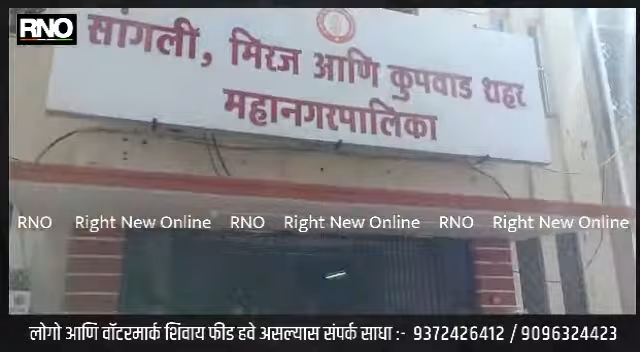 RNO
सांगली, मिरज आणि कुपवाड शहर
महानगरपालिका
RNO Right New Online RNO Right New Online RNO Right New Online
लोगो आणि वॉटरमार्क शिवाय फीड हवे असल्यास संपर्क साधा :- 9372426412 / 9096324423